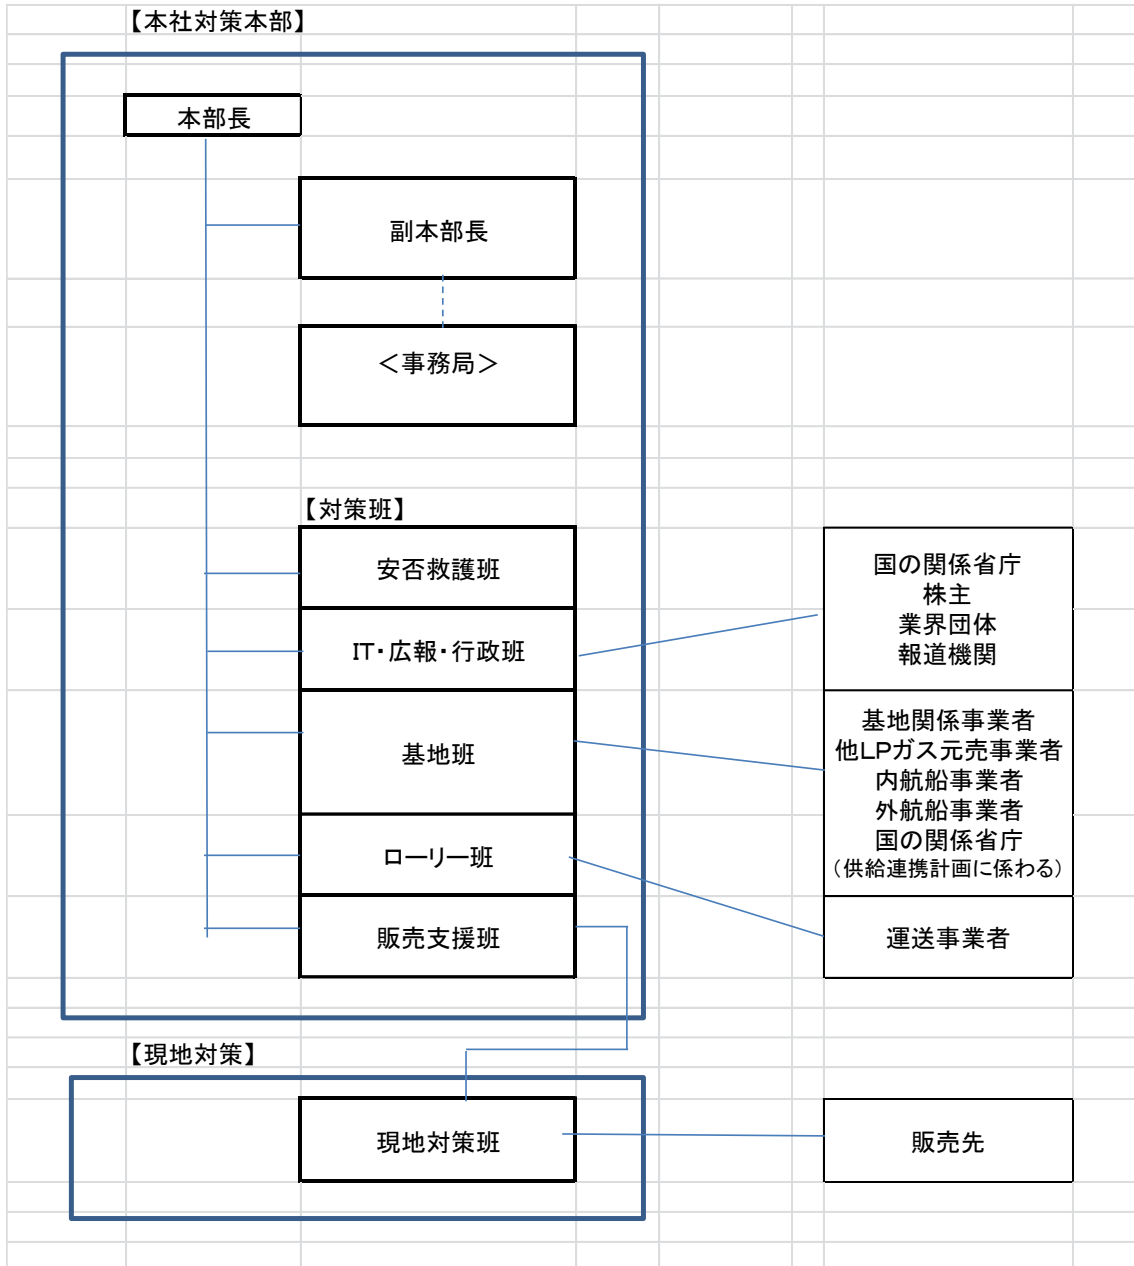 【本社対策本部】
本部長
副本部長
＜事務局＞
【対策班】
安否救護班
IT・広報・行政班
基地班
ローリー班
販売支援班
国の関係省庁
株主
業界団体
報道機関
基地関係事業者
他LPガス元売事業者
内航船事業者
外航船事業者
国の関係省庁
（供給連携計画に係わる）
運送事業者
【現地対策】
現地対策班
販売先